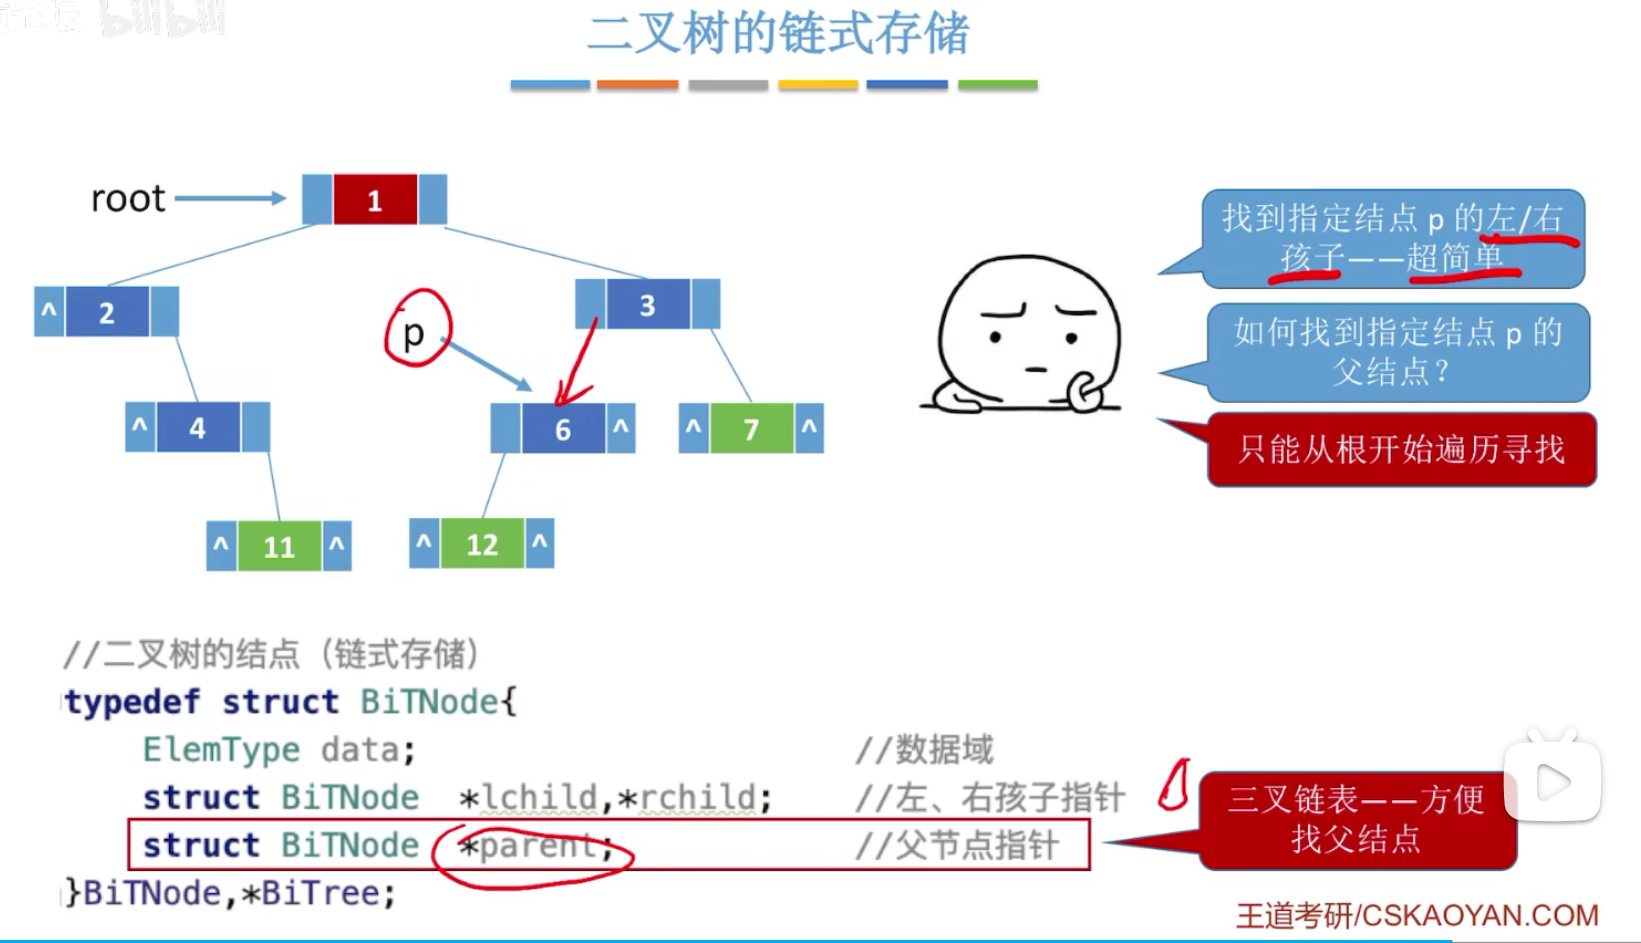 bilibili
二叉树的链式存储
root
1
^ 2
3
p
^ 4
6 ^
^ 7 ^
^ 11 ^
^ 12 ^
找到指定结点 p 的左/右
孩子——超简单
如何找到指定结点 p 的
父结点？
只能从根开始遍历寻找
//二叉树的结点（链式存储）
typedef struct BiTNode{
ElemType data; //数据域
struct BiTNode *lchild,*rchild; //左、右孩子指针
struct BiTNode *parent; //父节点指针
}BiTNode,*BiTree;
三叉链表——方便
找父结点
王道考研/CSKAOYAN.COM